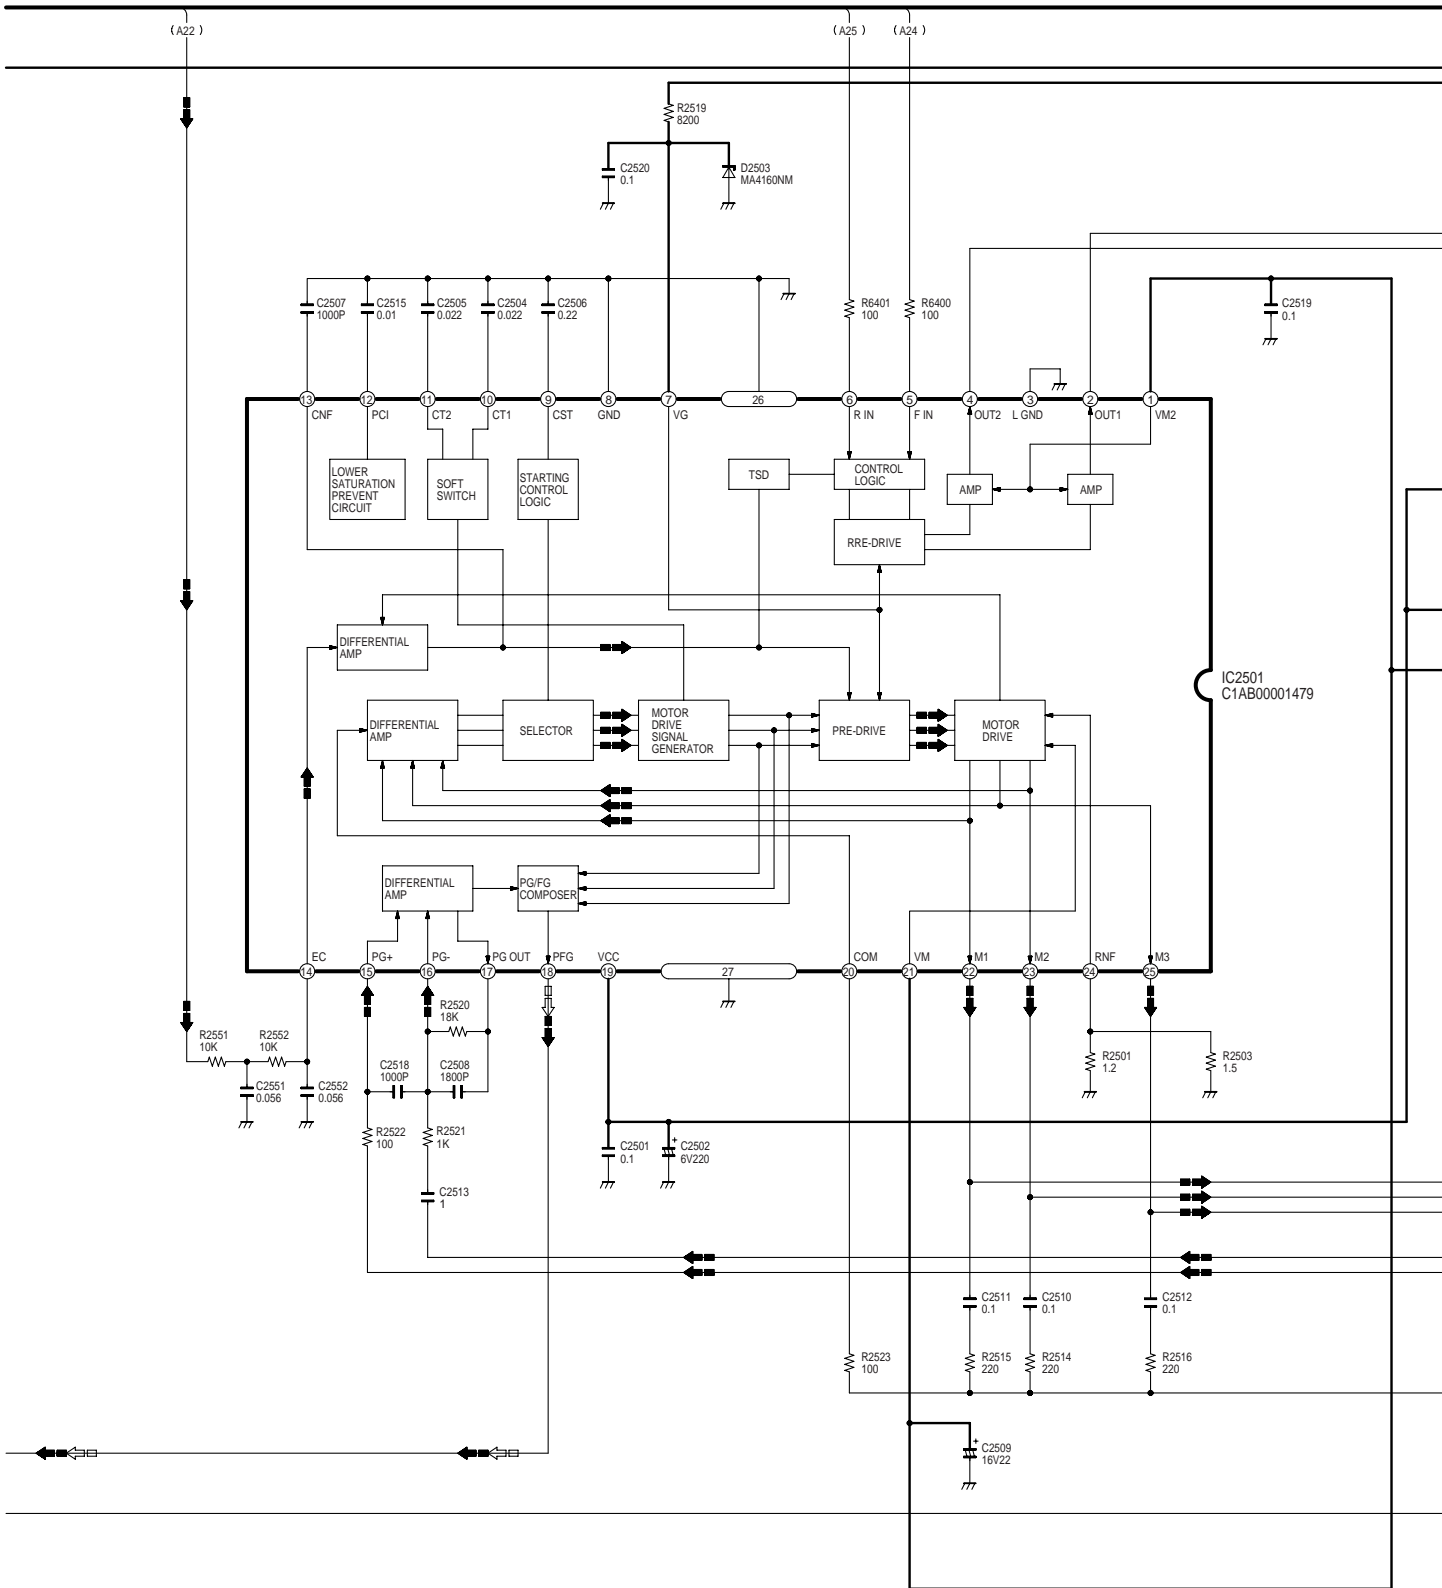 ( A22 )
( A25 )
( A24 )
R2519
8200
C2520
0.1
D2503
MA4160NM
C2507
1000P
C2515
0.01
C2505
0.022
C2504
0.022
C2506
0.22
R6401
100
R6400
100
C2519
0.1
13
12
11
10
9
8
7
26
6
5
4
3
2
1
CNF
PCI
CT2
CT1
CST
GND
VG
R IN
F IN
OUT2
L GND
OUT1
VM2
LOWER
SATURATION
PREVENT
CIRCUIT
SOFT
SWITCH
STARTING
CONTROL
LOGIC
TSD
CONTROL
LOGIC
AMP
AMP
RRE-DRIVE
DIFFERENTIAL
AMP
IC2501
C1AB00001479
DIFFERENTIAL
AMP
SELECTOR
MOTOR
DRIVE
SIGNAL
GENERATOR
PRE-DRIVE
MOTOR
DRIVE
DIFFERENTIAL
AMP
PG/FG
COMPOSER
EC
PG+
PG-
PG OUT
PFG
VCC
COM
VM
M1
M2
RNF
M3
14
15
16
17
18
19
27
20
21
22
23
24
25
R2520
18K
R2551
10K
R2552
10K
C2518
1000P
C2508
1800P
R2501
1.2
R2503
1.5
C2551
0.056
C2552
0.056
R2522
100
R2521
1K
C2501
0.1
+
C2502
6V220
C2513
1
C2511
0.1
C2510
0.1
C2512
0.1
R2523
100
R2515
220
R2514
220
R2516
220
+
C2509
16V22